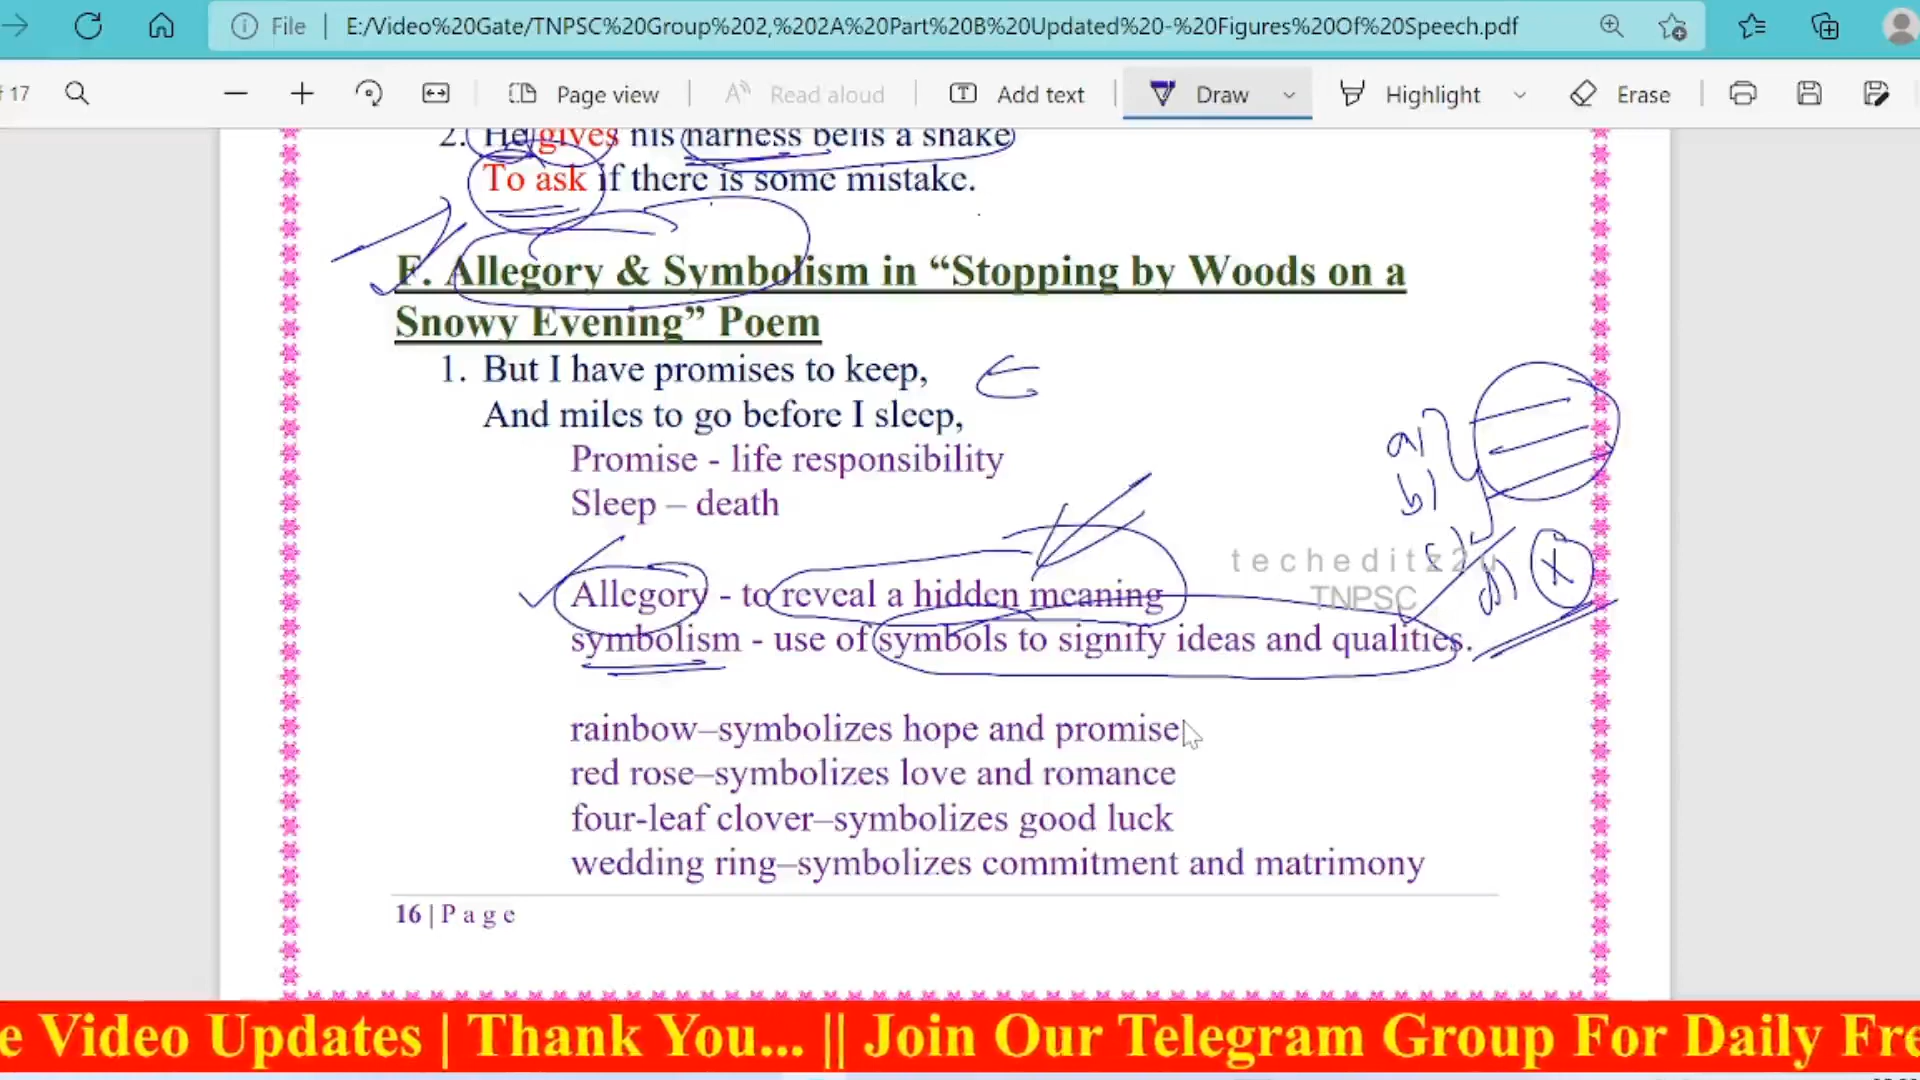 File | E:/Video%20Gate/TNPSC%20Group%202,%202A%20Part%20B%20Updated%20-%20Figures%20Of%20Speech.pdf
17
Page view
Read aloud
Add text
Draw
Highlight
Erase
2. He gives his harness bells a shake
To ask if there is some mistake.
F. Allegory & Symbolism in “Stopping by Woods on a
Snowy Evening” Poem
1. But I have promises to keep,
And miles to go before I sleep,
Promise - life responsibility
Sleep – death
a)
b)
c)
d)
Allegory - to reveal a hidden meaning
techeditz2u
TNPSC
symbolism - use of symbols to signify ideas and qualities.
rainbow–symbolizes hope and promise
red rose–symbolizes love and romance
four-leaf clover–symbolizes good luck
wedding ring–symbolizes commitment and matrimony
16 | Page
e Video Updates | Thank You... || Join Our Telegram Group For Daily Fre